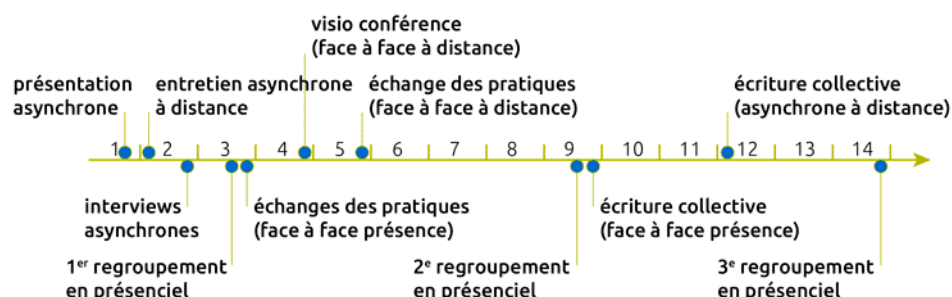 visio conférence
(face à face à distance)
présentation
asynchrone
entretien asynchrone
à distance
échange des pratiques
(face à face à distance)
écriture collective
(asynchrone à distance)
1 2 3 4 5 6 7 8 9 10 11 12 13 14
interviews
asynchrones
échanges des pratiques
(face à face présence)
écriture collective
(face à face présence)
1er regroupement
en présenciel
2e regroupement
en présenciel
3e regroupement
en présenciel